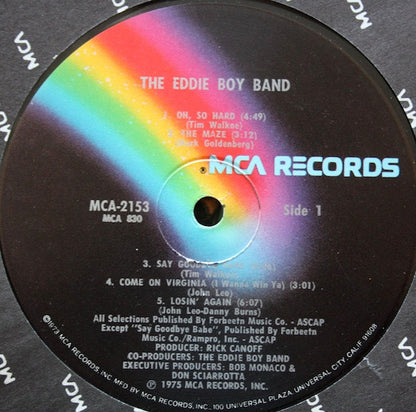 THE EDDIE BOY BAND
1. OH, SO HARD (4:49)
(Tim Walkoe)
2. THE MAZE (3:12)
(Mark Goldenberg)
®MCA RECORDS
MCA-2153
MCA 830
Side 1
3. SAY
(Tim
4. COME ON VIRGINIA (I Wanna Win Ya) (3:01)
(John Leo)
5. LOSIN' AGAIN (6:07)
(John Leo-Danny Burns)
All Selections Published By Forbeetn Music Co. - ASCAP
Except "Say Goodbye Babe", Published By Forbeetn
Music Co./Rampro, Inc. - ASCAP
PRODUCER: RICK CANOFF
CO-PRODUCERS: THE EDDIE BOY BAND
EXECUTIVE PRODUCERS: BOB MONACO &
DON SCIARROTTA
Ⓟ 1975 MCA RECORDS, INC.
©1973 MCA RECORDS, INC. MFG BY MCA RECORDS, INC., 100 UNIVERSAL CITY PLAZA, UNIVERSAL CITY, CALIF. 91608
MCA
MCA
MCA
MCA